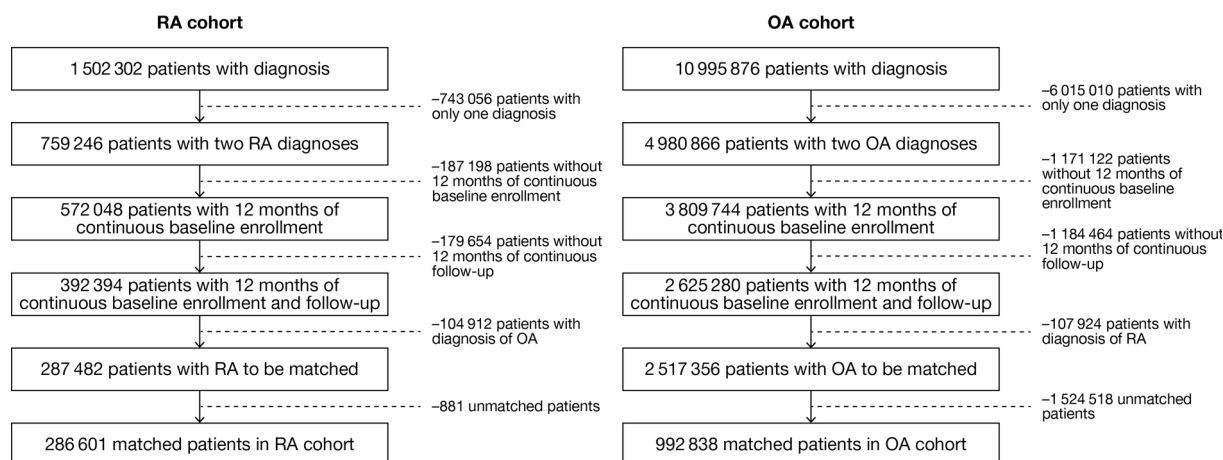 RA cohort
1 502 302 patients with diagnosis
–743 056 patients with
only one diagnosis
759 246 patients with two RA diagnoses
–187 198 patients without
12 months of continuous
baseline enrollment
572 048 patients with 12 months of
continuous baseline enrollment
–179 654 patients without
12 months of continuous
follow-up
392 394 patients with 12 months of
continuous baseline enrollment and follow-up
–104 912 patients with
diagnosis of OA
287 482 patients with RA to be matched
–881 unmatched patients
286 601 matched patients in RA cohort
OA cohort
10 995 876 patients with diagnosis
–6 015 010 patients with
only one diagnosis
4 980 866 patients with two OA diagnoses
–1 171 122 patients
without 12 months of
continuous baseline
enrollment
3 809 744 patients with 12 months of
continuous baseline enrollment
–1 184 464 patients without
12 months of continuous
follow-up
2 625 280 patients with 12 months of
continuous baseline enrollment and follow-up
–107 924 patients with
diagnosis of RA
2 517 356 patients with OA to be matched
–1 524 518 unmatched
patients
992 838 matched patients in OA cohort